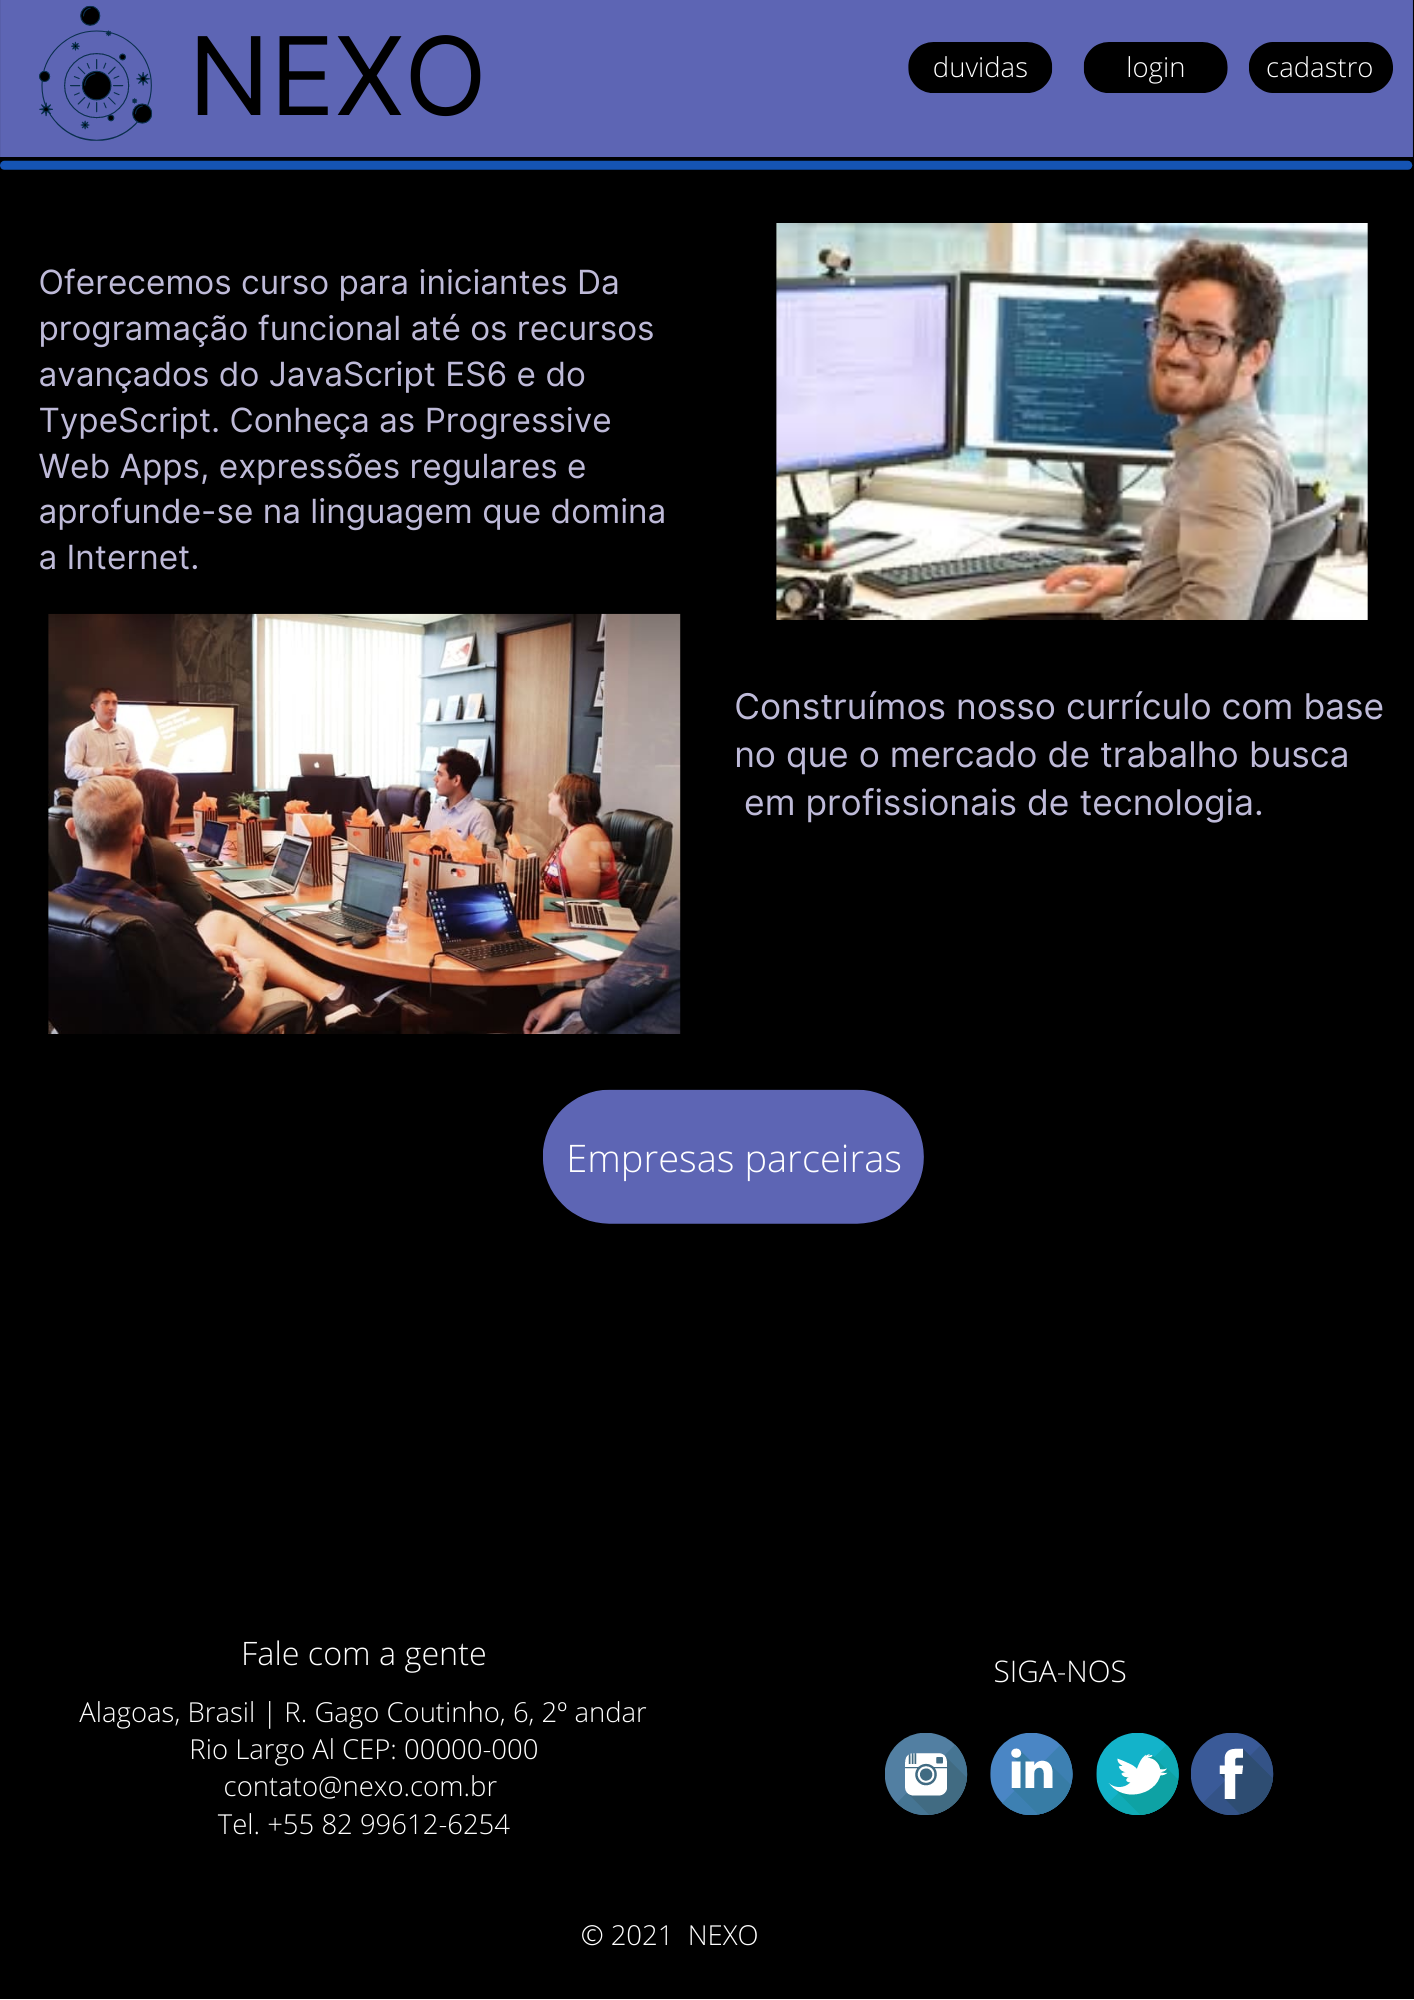 NEXO
duvidas
login
cadastro
Oferecemos curso para iniciantes Da
programação funcional até os recursos
avançados do JavaScript ES6 e do
TypeScript. Conheça as Progressive
Web Apps, expressões regulares e
aprofunde-se na linguagem que domina
a Internet.
Construímos nosso currículo com base
no que o mercado de trabalho busca
em profissionais de tecnologia.
Empresas parceiras
Fale com a gente
Alagoas, Brasil | R. Gago Coutinho, 6, 2º andar
Rio Largo Al CEP: 00000-000
contato@nexo.com.br
Tel. +55 82 99612-6254
SIGA-NOS
in
f
© 2021 NEXO